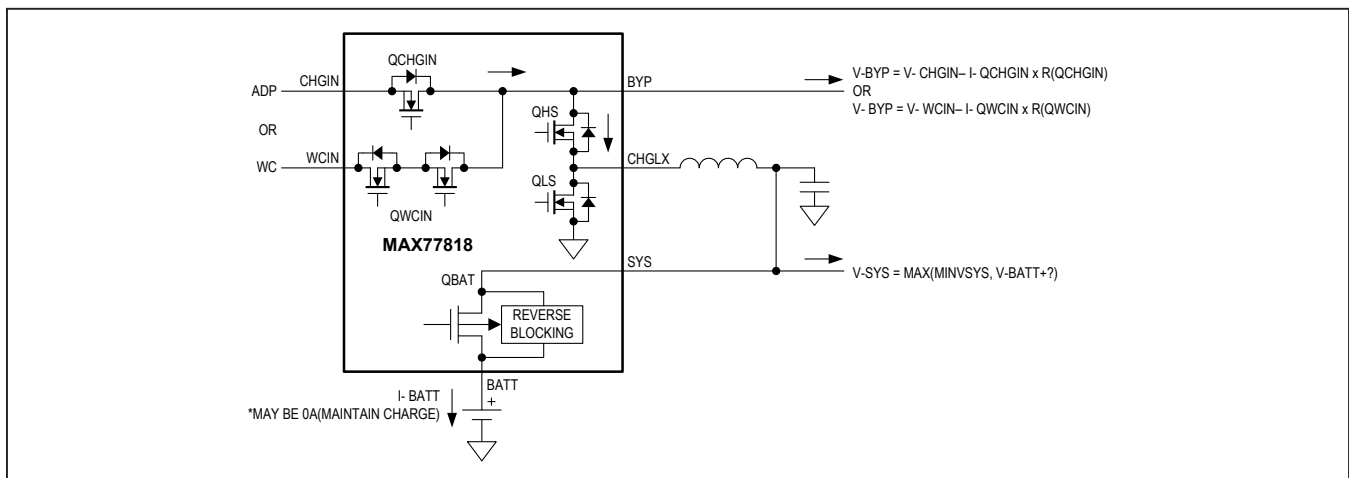 QCHGIN
CHGIN
BYP
ADP
V-BYP = V- CHGIN– I- QCHGIN x R(QCHGIN)
OR
V- BYP = V- WCIN– I- QWCIN x R(QWCIN)
QHS
OR
CHGLX
WC
WCIN
QLS
QWCIN
MAX77818
SYS
QBAT
V-SYS = MAX(MINVSYS, V-BATT+?)
REVERSE
BLOCKING
BATT
I- BATT
+
*MAY BE 0A(MAINTAIN CHARGE)